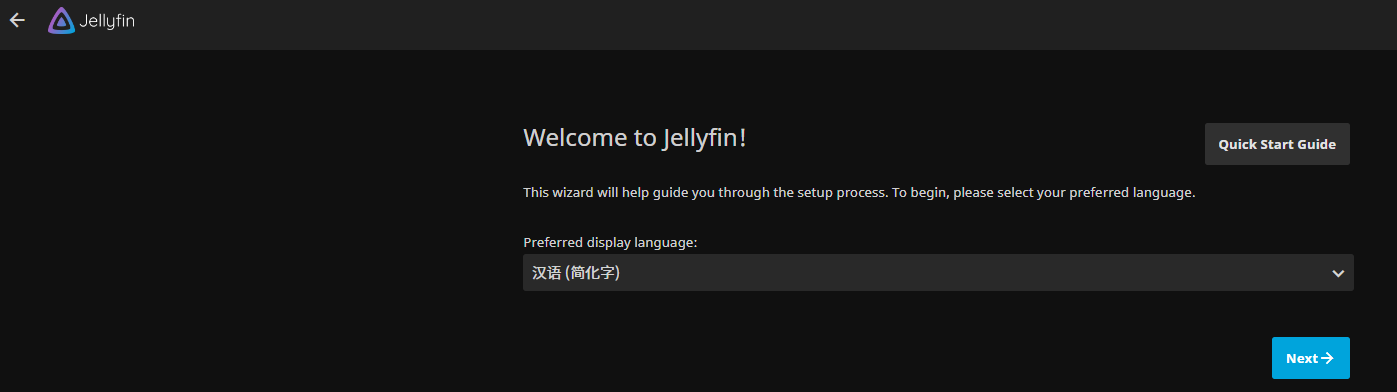 Jellyfin
Welcome to Jellyfin!
Quick Start Guide
This wizard will help guide you through the setup process. To begin, please select your preferred language.
Preferred display language:
汉语 (简化字)
Next